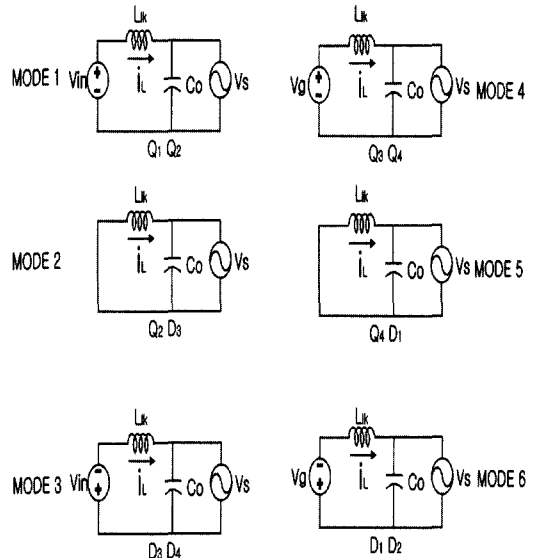 Llk
Llk
MODE 1 Vin + - iL Co Vs
Vg + - iL Co Vs MODE 4
Q1 Q2
Q3 Q4
Llk
Llk
MODE 2 iL Co Vs
iL Co Vs MODE 5
Q2 D3
Q4 D1
Llk
Llk
MODE 3 Vin - + iL Co Vs
Vg - + iL Co Vs MODE 6
D3 D4
D1 D2